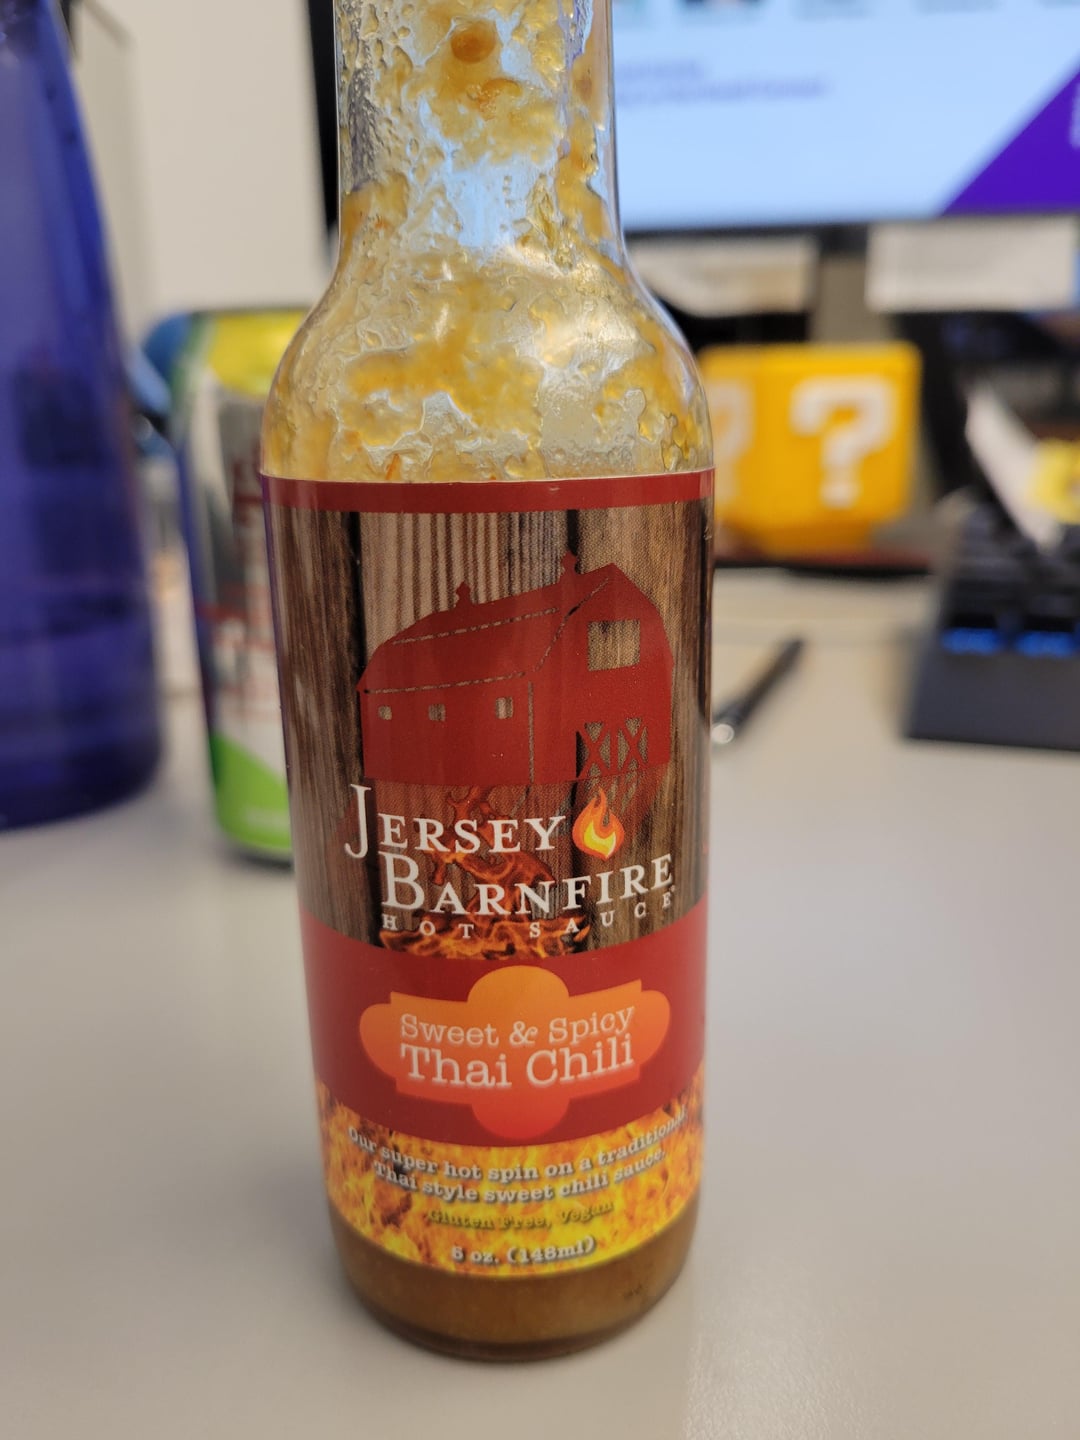 JERSEY
BARNFIRE
HOT SAUCE
Sweet & Spicy
Thai Chili
Our super hot spin on a traditional
Thai style sweet chili sauce.
Gluten Free, Vegan
5 oz. (148ml)
?
?